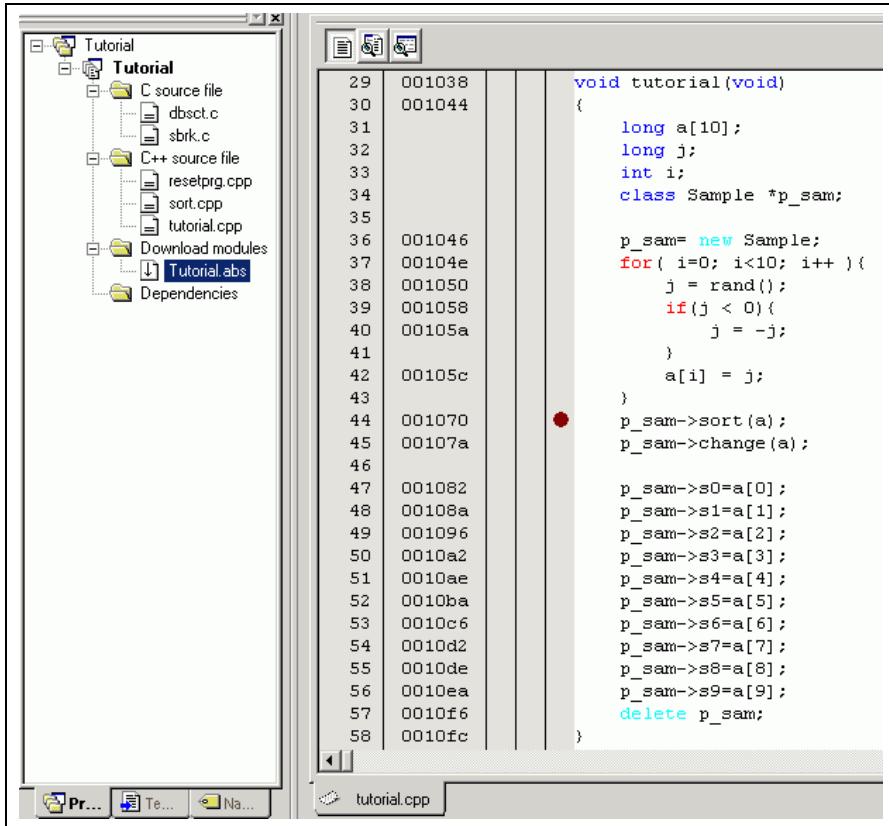 Tutorial
Tutorial
C source file
dbsct.c
sbrk.c
C++ source file
resetprg.cpp
sort.cpp
tutorial.cpp
Download modules
Tutorial.abs
Dependencies
Pr...
Te...
Na...
29 001038 void tutorial(void)
30 001044 {
31 long a[10];
32 long j;
33 int i;
34 class Sample *p_sam;
35
36 001046 p_sam= new Sample;
37 00104e for( i=0; i<10; i++ ){
38 001050 j = rand();
39 001058 if(j < 0){
40 00105a j = -j;
41 }
42 00105c a[i] = j;
43 }
44 001070 p_sam->sort(a);
45 00107a p_sam->change(a);
46
47 001082 p_sam->s0=a[0];
48 00108a p_sam->s1=a[1];
49 001096 p_sam->s2=a[2];
50 0010a2 p_sam->s3=a[3];
51 0010ae p_sam->s4=a[4];
52 0010ba p_sam->s5=a[5];
53 0010c6 p_sam->s6=a[6];
54 0010d2 p_sam->s7=a[7];
55 0010de p_sam->s8=a[8];
56 0010ea p_sam->s9=a[9];
57 0010f6 delete p_sam;
58 0010fc }
tutorial.cpp